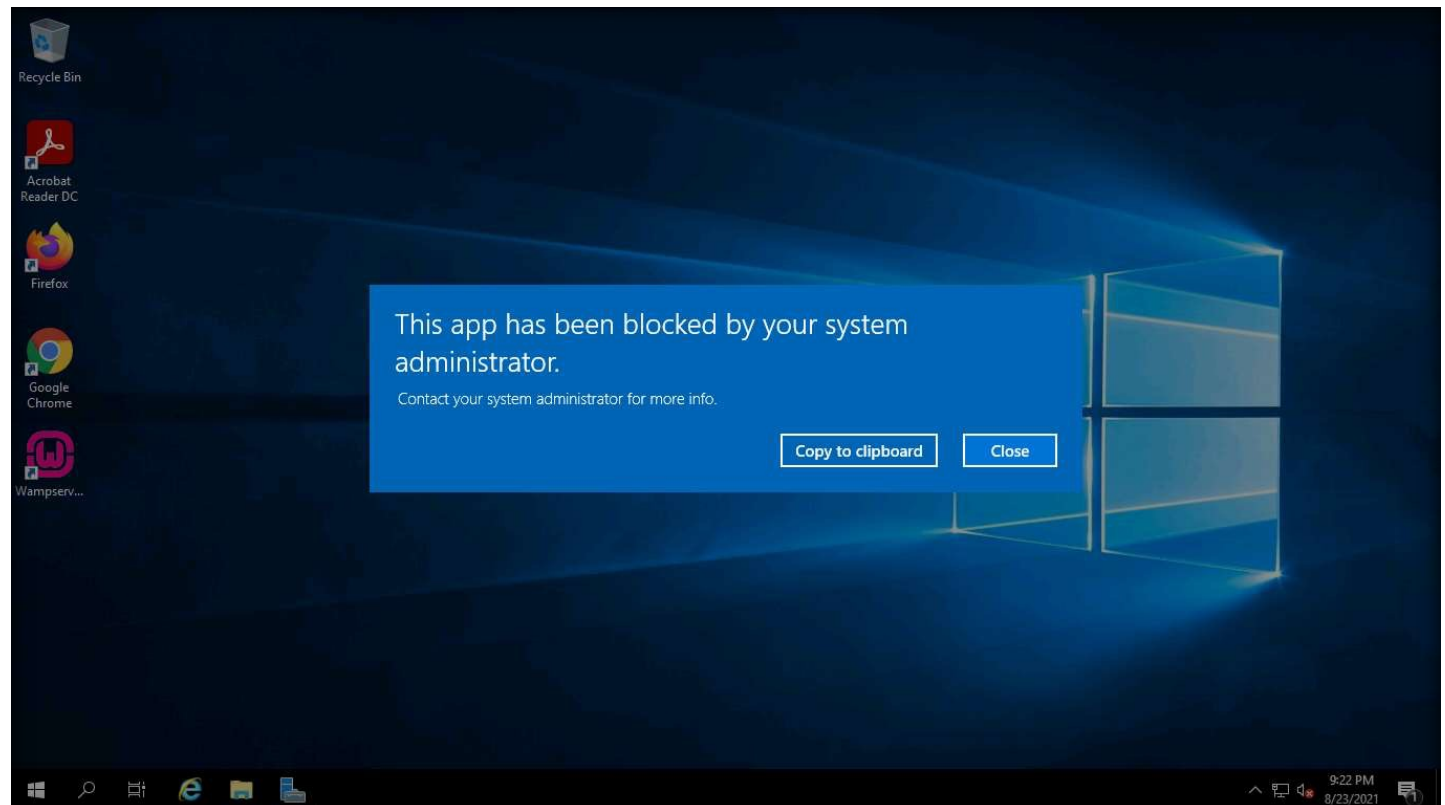 Recycle Bin
Acrobat
Reader DC
Firefox
Google
Chrome
Wampserv...
This app has been blocked by your system
administrator.
Contact your system administrator for more info.
Copy to clipboard
Close
9:22 PM
8/23/2021
1